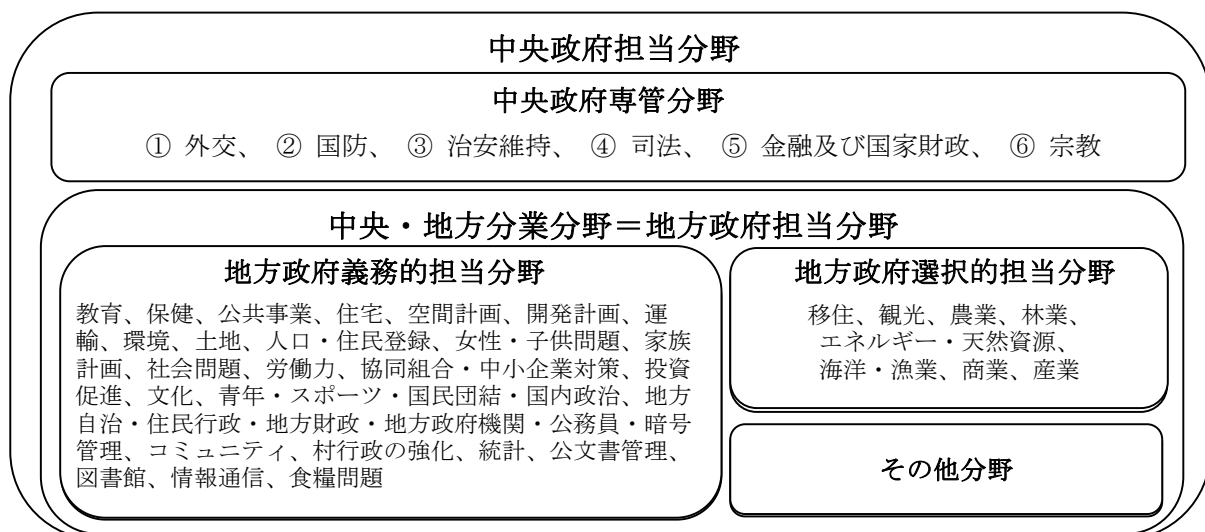 中央政府担当分野
中央政府専管分野
① 外交、 ② 国防、 ③ 治安維持、 ④ 司法、 ⑤ 金融及び国家財政、 ⑥ 宗教
中央・地方分業分野＝地方政府担当分野
地方政府義務的担当分野
教育、保健、公共事業、住宅、空間計画、開発計画、運
輸、環境、土地、人口・住民登録、女性・子供問題、家族
計画、社会問題、労働力、協同組合・中小企業対策、投資
促進、文化、青年・スポーツ・国民団結・国内政治、地方
自治・住民行政・地方財政・地方政府機関・公務員・暗号
管理、コミュニティ、村行政の強化、統計、公文書管理、
図書館、情報通信、食糧問題
地方政府選択的担当分野
移住、観光、農業、林業、
エネルギー・天然資源、
海洋・漁業、商業、産業
その他分野